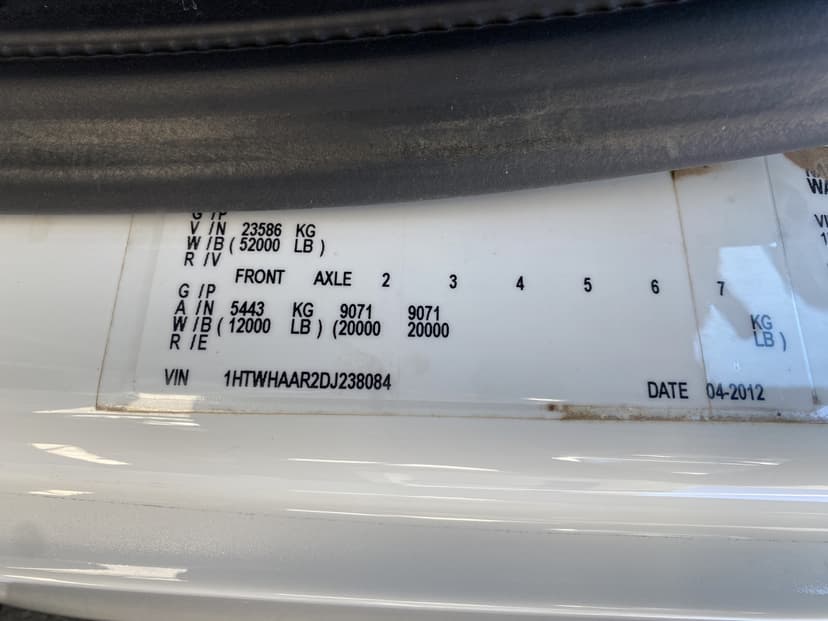 G /P
V /N 23586 KG
W /B ( 52000 LB )
R /V
FRONT AXLE 2 3 4 5 6 7
G /P
A /N 5443 KG 9071 9071 KG
W /B ( 12000 LB ) (20000 20000 LB )
R /E
VIN 1HTWHAAR2DJ238084
DATE 04-2012